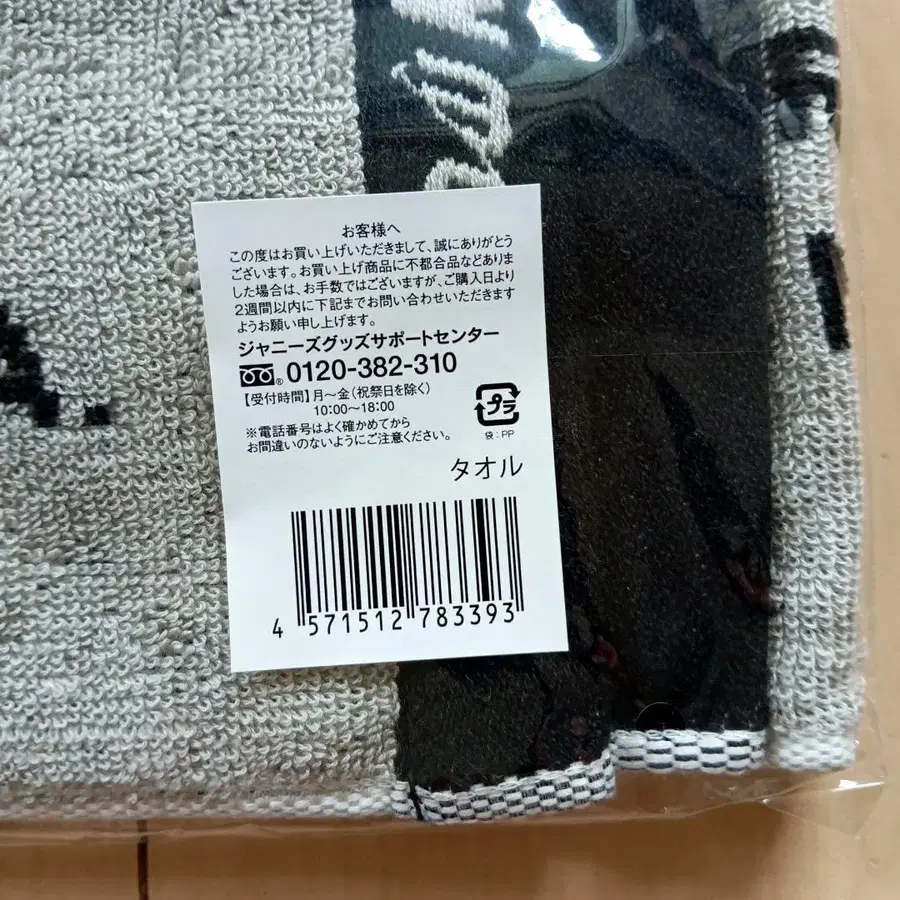 お客様へ
この度はお買い上げいただきまして、誠にありがとう
ございます。お買い上げ商品に不都合品などありま
した場合は、お手数ではございますが、ご購入日より
2週間以内に下記までお問い合わせいただきます
ようお願い申し上げます。
ジャニーズグッズサポートセンター
0120-382-310
【受付時間】月〜金(祝祭日を除く)
10:00〜18:00
※電話番号はよく確かめてから
お間違いのないようにご注意ください。
プラ
袋:PP
タオル
4 571512 783393